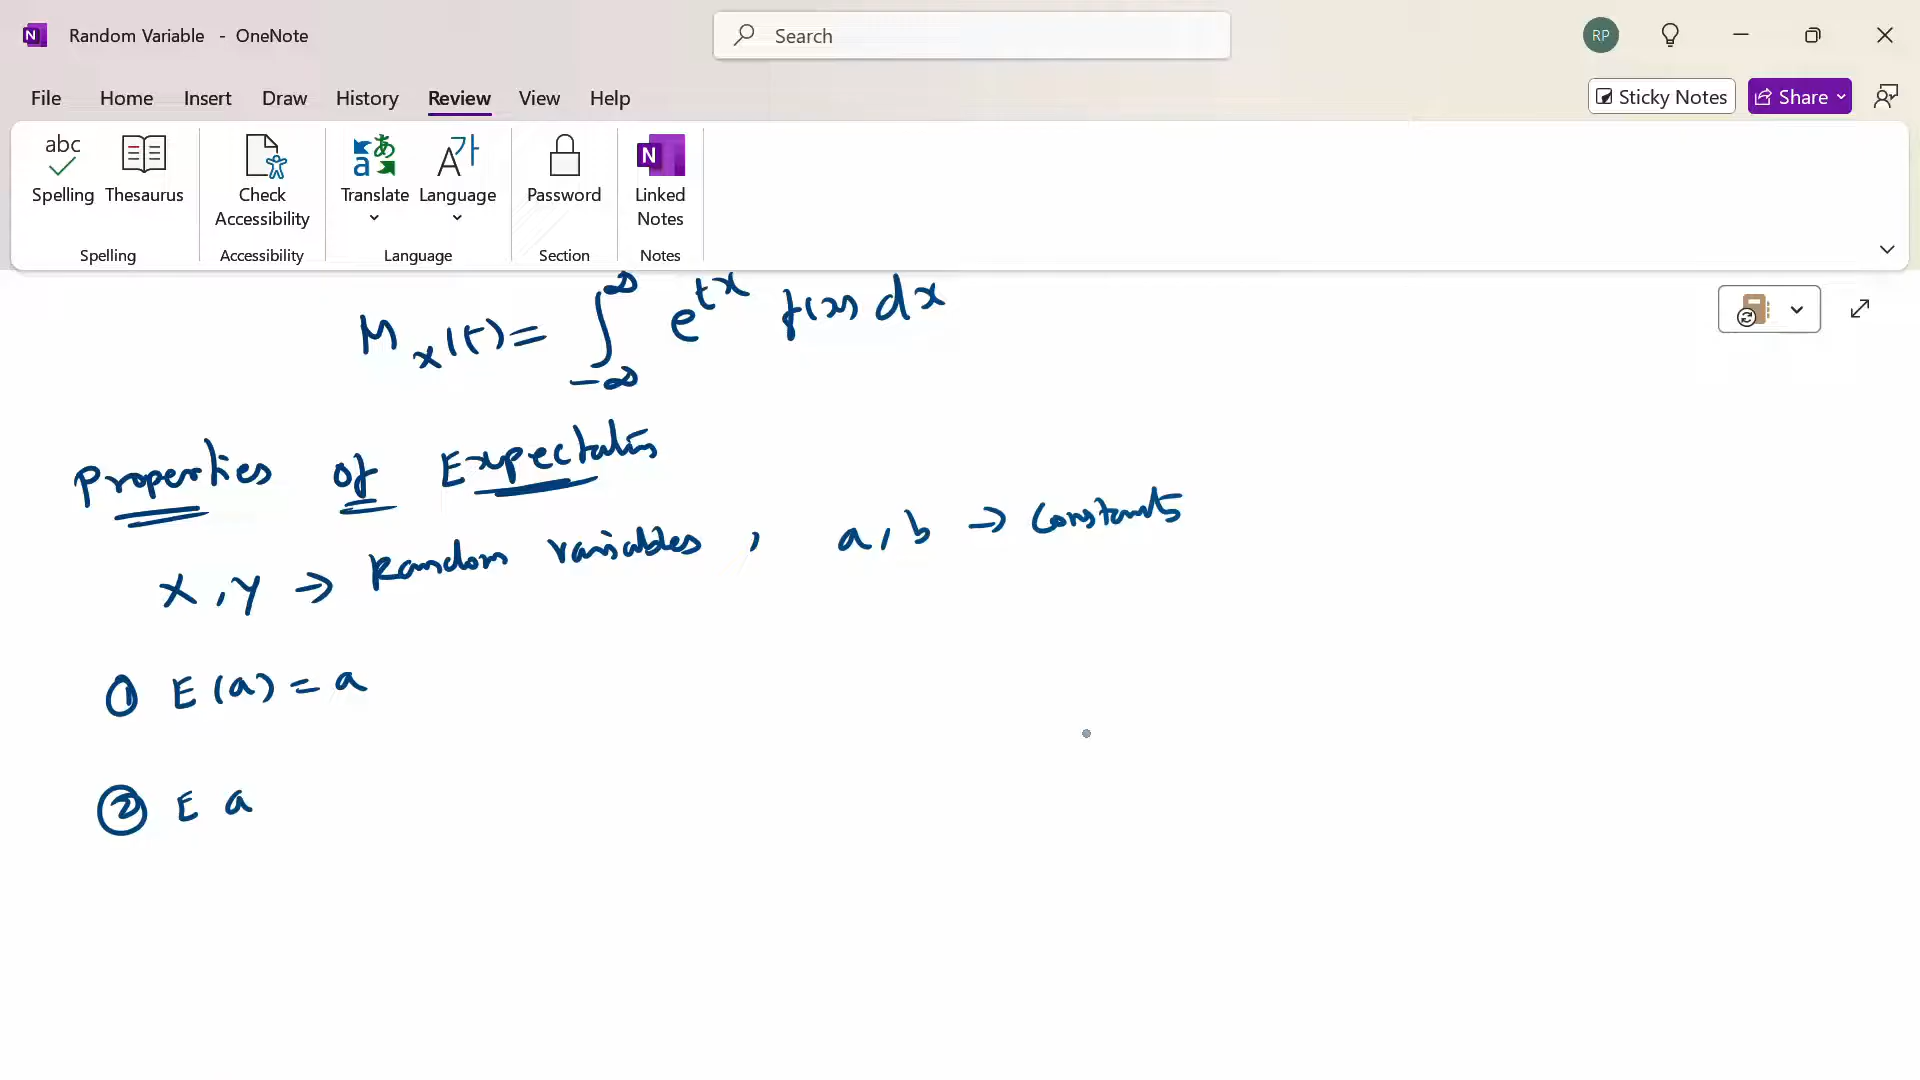 Random Variable - OneNote
Search
RP
File Home Insert Draw History Review View Help
Sticky Notes Share
abc
Spelling Thesaurus Check Accessibility Translate Language Password Linked Notes
Spelling Accessibility Language Section Notes
M_x(t) = ∫_{-∞}^{∞} e^{tx} f(x) dx
Properties of Expectation
X, Y → Random variables, a, b → Constants
① E(a) = a
② E a